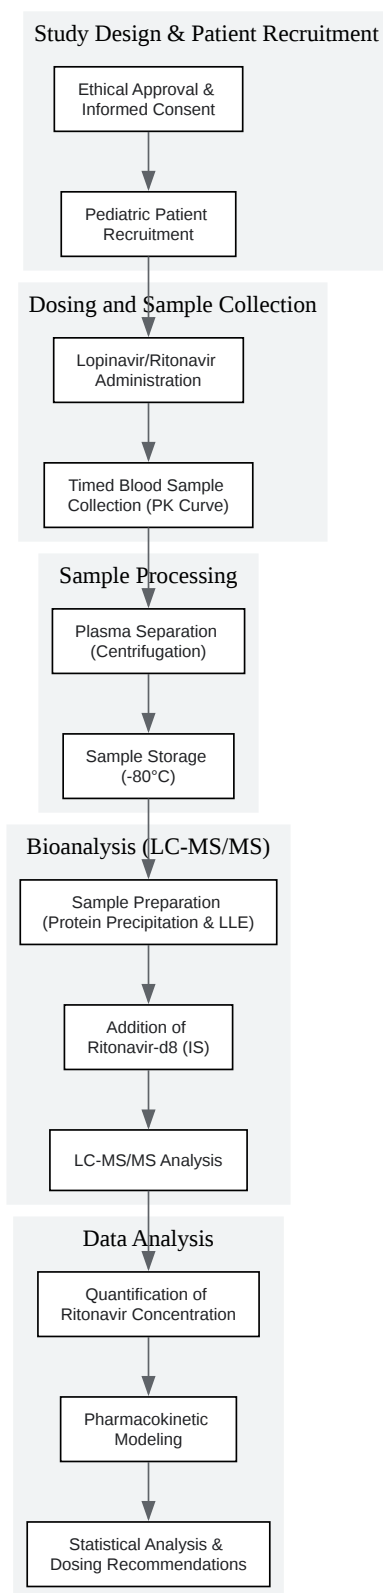 Study Design & Patient Recruitment
Ethical Approval &
Informed Consent
Pediatric Patient
Recruitment
Dosing and Sample Collection
Lopinavir/Ritonavir
Administration
Timed Blood Sample
Collection (PK Curve)
Sample Processing
Plasma Separation
(Centrifugation)
Sample Storage
(-80°C)
Bioanalysis (LC-MS/MS)
Sample Preparation
(Protein Precipitation & LLE)
Addition of
Ritonavir-d8 (IS)
LC-MS/MS Analysis
Data Analysis
Quantification of
Ritonavir Concentration
Pharmacokinetic
Modeling
Statistical Analysis &
Dosing Recommendations